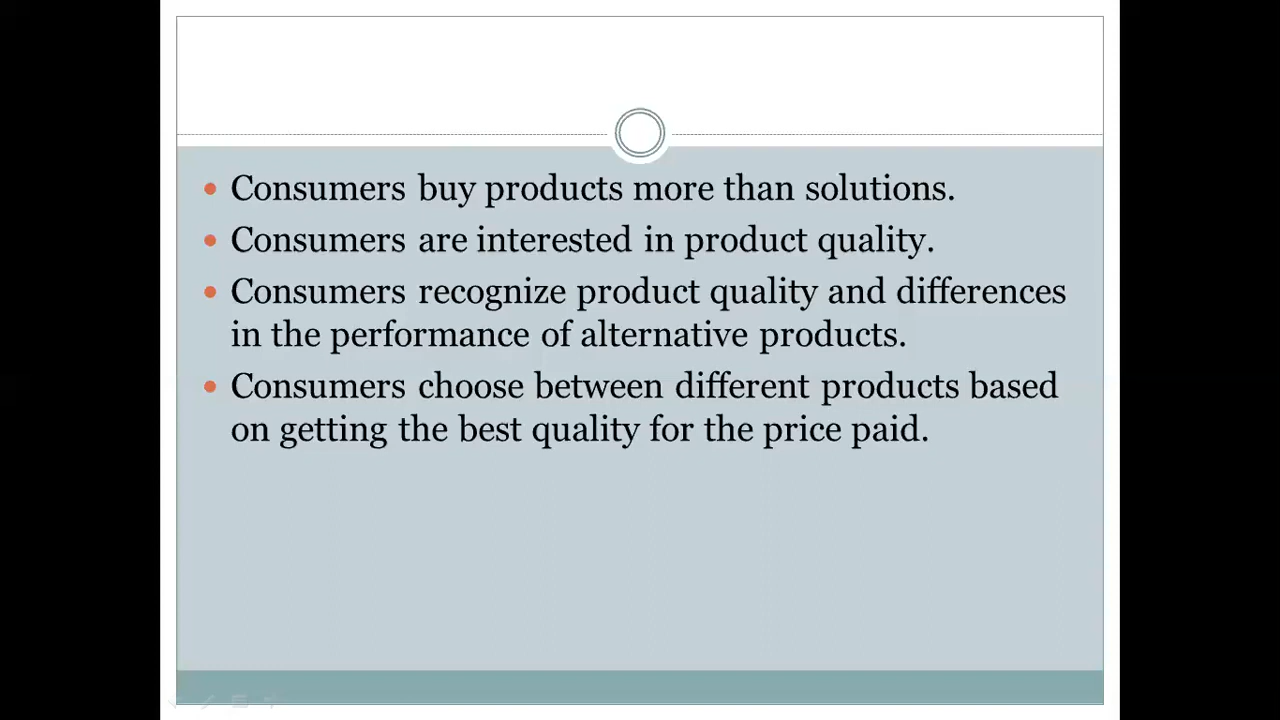 Consumers buy products more than solutions.
Consumers are interested in product quality.
Consumers recognize product quality and differences
in the performance of alternative products.
Consumers choose between different products based
on getting the best quality for the price paid.